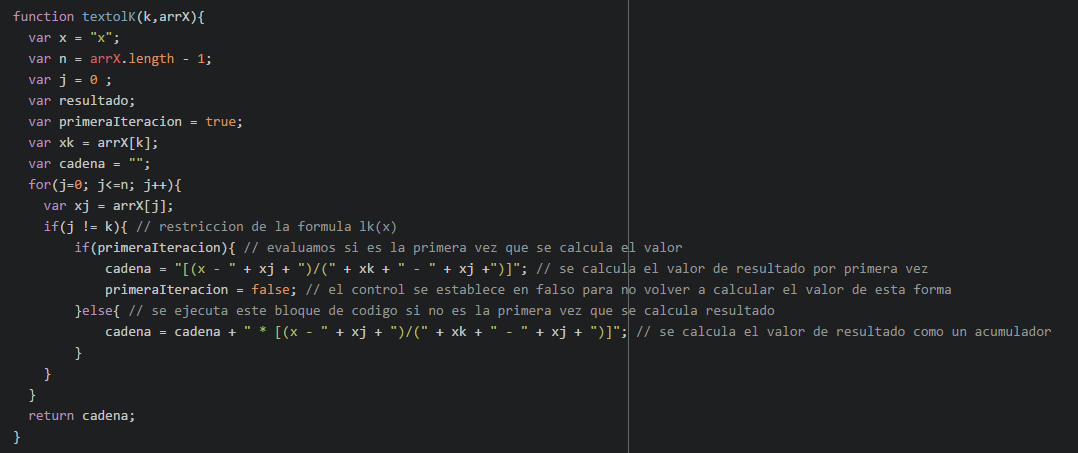 function textolK(k,arrX){
var x = "x";
var n = arrX.length - 1;
var j = 0 ;
var resultado;
var primeraIteracion = true;
var xk = arrX[k];
var cadena = "";
for(j=0; j<=n; j++){
var xj = arrX[j];
if(j != k){ // restriccion de la formula lk(x)
if(primeraIteracion){ // evaluamos si es la primera vez que se calcula el valor
cadena = "[(x - " + xj + ")/(" + xk + " - " + xj +")]"; // se calcula el valor de resultado por primera vez
primeraIteracion = false; // el control se establece en falso para no volver a calcular el valor de esta forma
}else{ // se ejecuta este bloque de codigo si no es la primera vez que se calcula resultado
cadena = cadena + " * [(x - " + xj + ")/(" + xk + " - " + xj + ")]"; // se calcula el valor de resultado como un acumulador
}
}
}
return cadena;
}